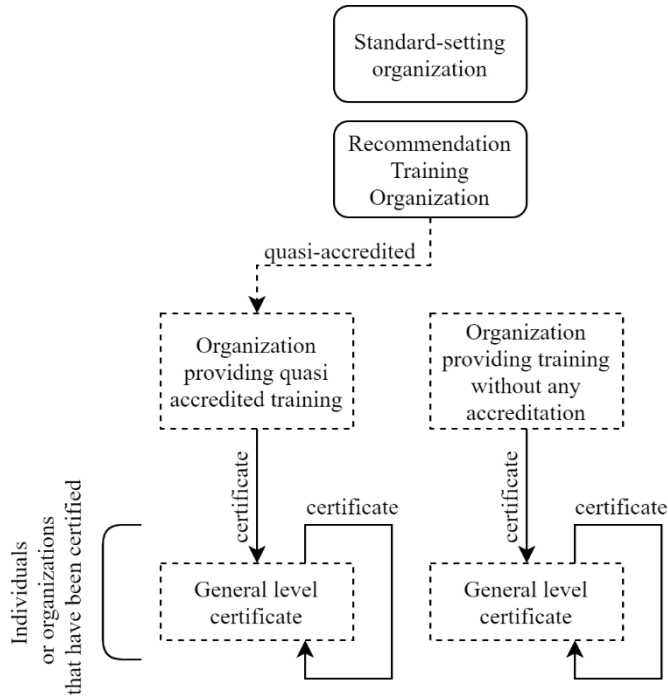 Standard-setting
organization
Recommendation
Training
Organization
quasi-accredited
Organization
providing quasi
accredited training
Organization
providing training
without any
accreditation
certificate
certificate
certificate
certificate
Individuals
or organizations
that have been certified
General level
certificate
General level
certificate